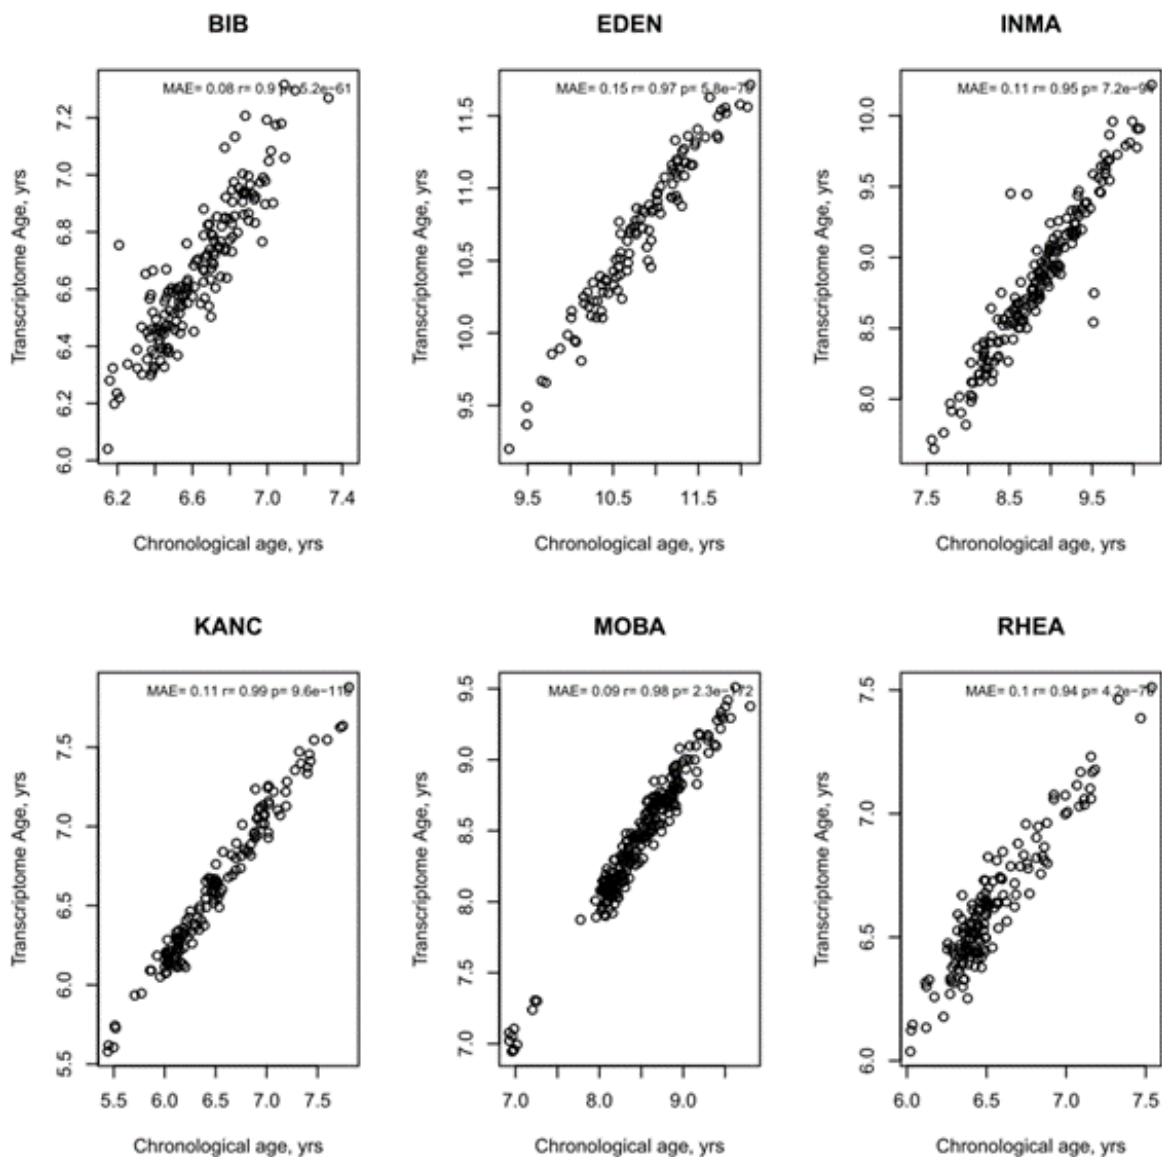 BIB
EDEN
INMA
MAE= 0.08 r= 0.9 p= 5.2e−61
MAE= 0.15 r= 0.97 p= 5.8e−7
MAE= 0.11 r= 0.95 p= 7.2e−9
Transcriptome Age, yrs
6.0 6.2 6.4 6.6 6.8 7.0 7.2
6.2 6.6 7.0 7.4
Chronological age, yrs
Transcriptome Age, yrs
9.5 10.0 10.5 11.0 11.5
9.5 10.5 11.5
Chronological age, yrs
Transcriptome Age, yrs
8.0 8.5 9.0 9.5 10.0
7.5 8.5 9.5
Chronological age, yrs
KANC
MOBA
RHEA
MAE= 0.11 r= 0.99 p= 9.6e−11
MAE= 0.09 r= 0.98 p= 2.3e−172
MAE= 0.1 r= 0.94 p= 4.2e−7
Transcriptome Age, yrs
5.5 6.0 6.5 7.0 7.5
5.5 6.0 6.5 7.0 7.5
Chronological age, yrs
Transcriptome Age, yrs
7.0 7.5 8.0 8.5 9.0 9.5
7.0 8.0 9.0
Chronological age, yrs
Transcriptome Age, yrs
6.0 6.5 7.0 7.5
6.0 6.5 7.0 7.5
Chronological age, yrs